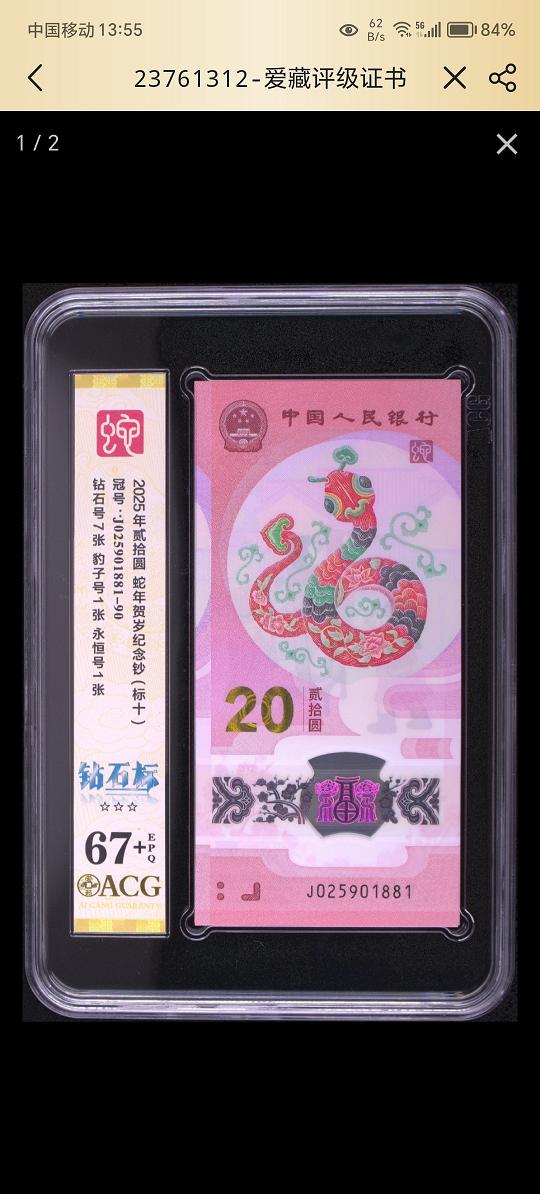 中国移动 13:55
62 B/s
5G
84%
23761312-爱藏评级证书
1 / 2
2025年贰拾圆 蛇年贺岁纪念钞（标十）
冠号：J025901881-90
钻石号7张 豹子号1张 永恒号1张
钻石标
☆☆☆
67+EPQ
ACG
AI CANG GUARANTY
中国人民银行
20
贰拾圆
J025901881